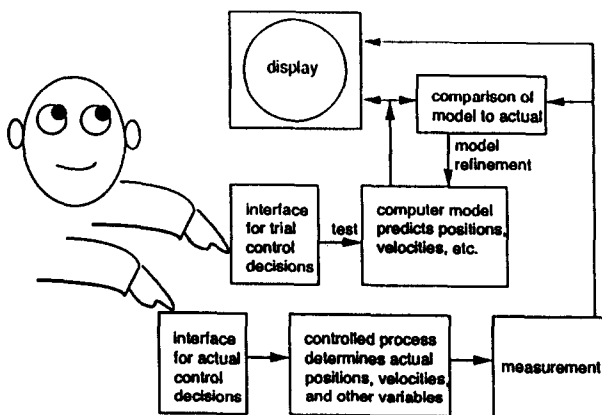 display
comparison of
model to actual
model
refinement
interface
for trial
control
decisions
test
computer model
predicts positions,
velocities, etc.
interface
for actual
control
decisions
controlled process
determines actual
positions, velocities,
and other variables
measurement